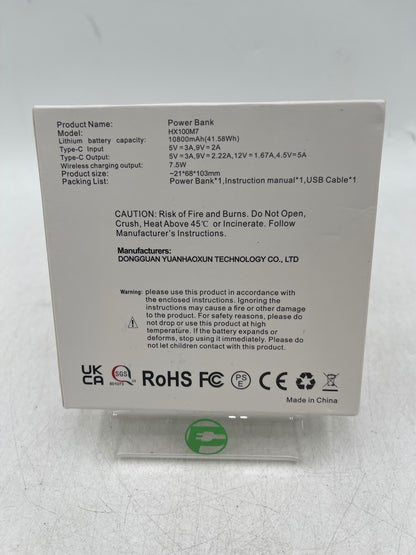 Product Name: Power Bank
Model: HX100M7
Lithium battery capacity: 10800mAh(41.58Wh)
Type-C Input 5V=3A,9V=2A
Type-C Output: 5V=3A,9V=2.22A,12V=1.67A,4.5V=5A
Wireless charging output: 7.5W
Product size: ~21*68*103mm
Packing List: Power Bank*1,Instruction manual*1,USB Cable*1
CAUTION: Risk of Fire and Burns. Do Not Open,
Crush, Heat Above 45℃ or Incinerate. Follow
Manufacturer's Instructions.
Manufacturers:
DONGGUAN YUANHAOXUN TECHNOLOGY CO., LTD
Warning: please use this product in accordance with
the enclosed instructions. Ignoring the
instructions may cause a fire or other damage
to the product. For safety reasons, please do
not drop or use this product at high
temperature. If the battery expands or
deforms, stop using it immediately. Please do
not let children contact with this product.
UK
CA SGS RoHS FC PS
E CE
Made in China